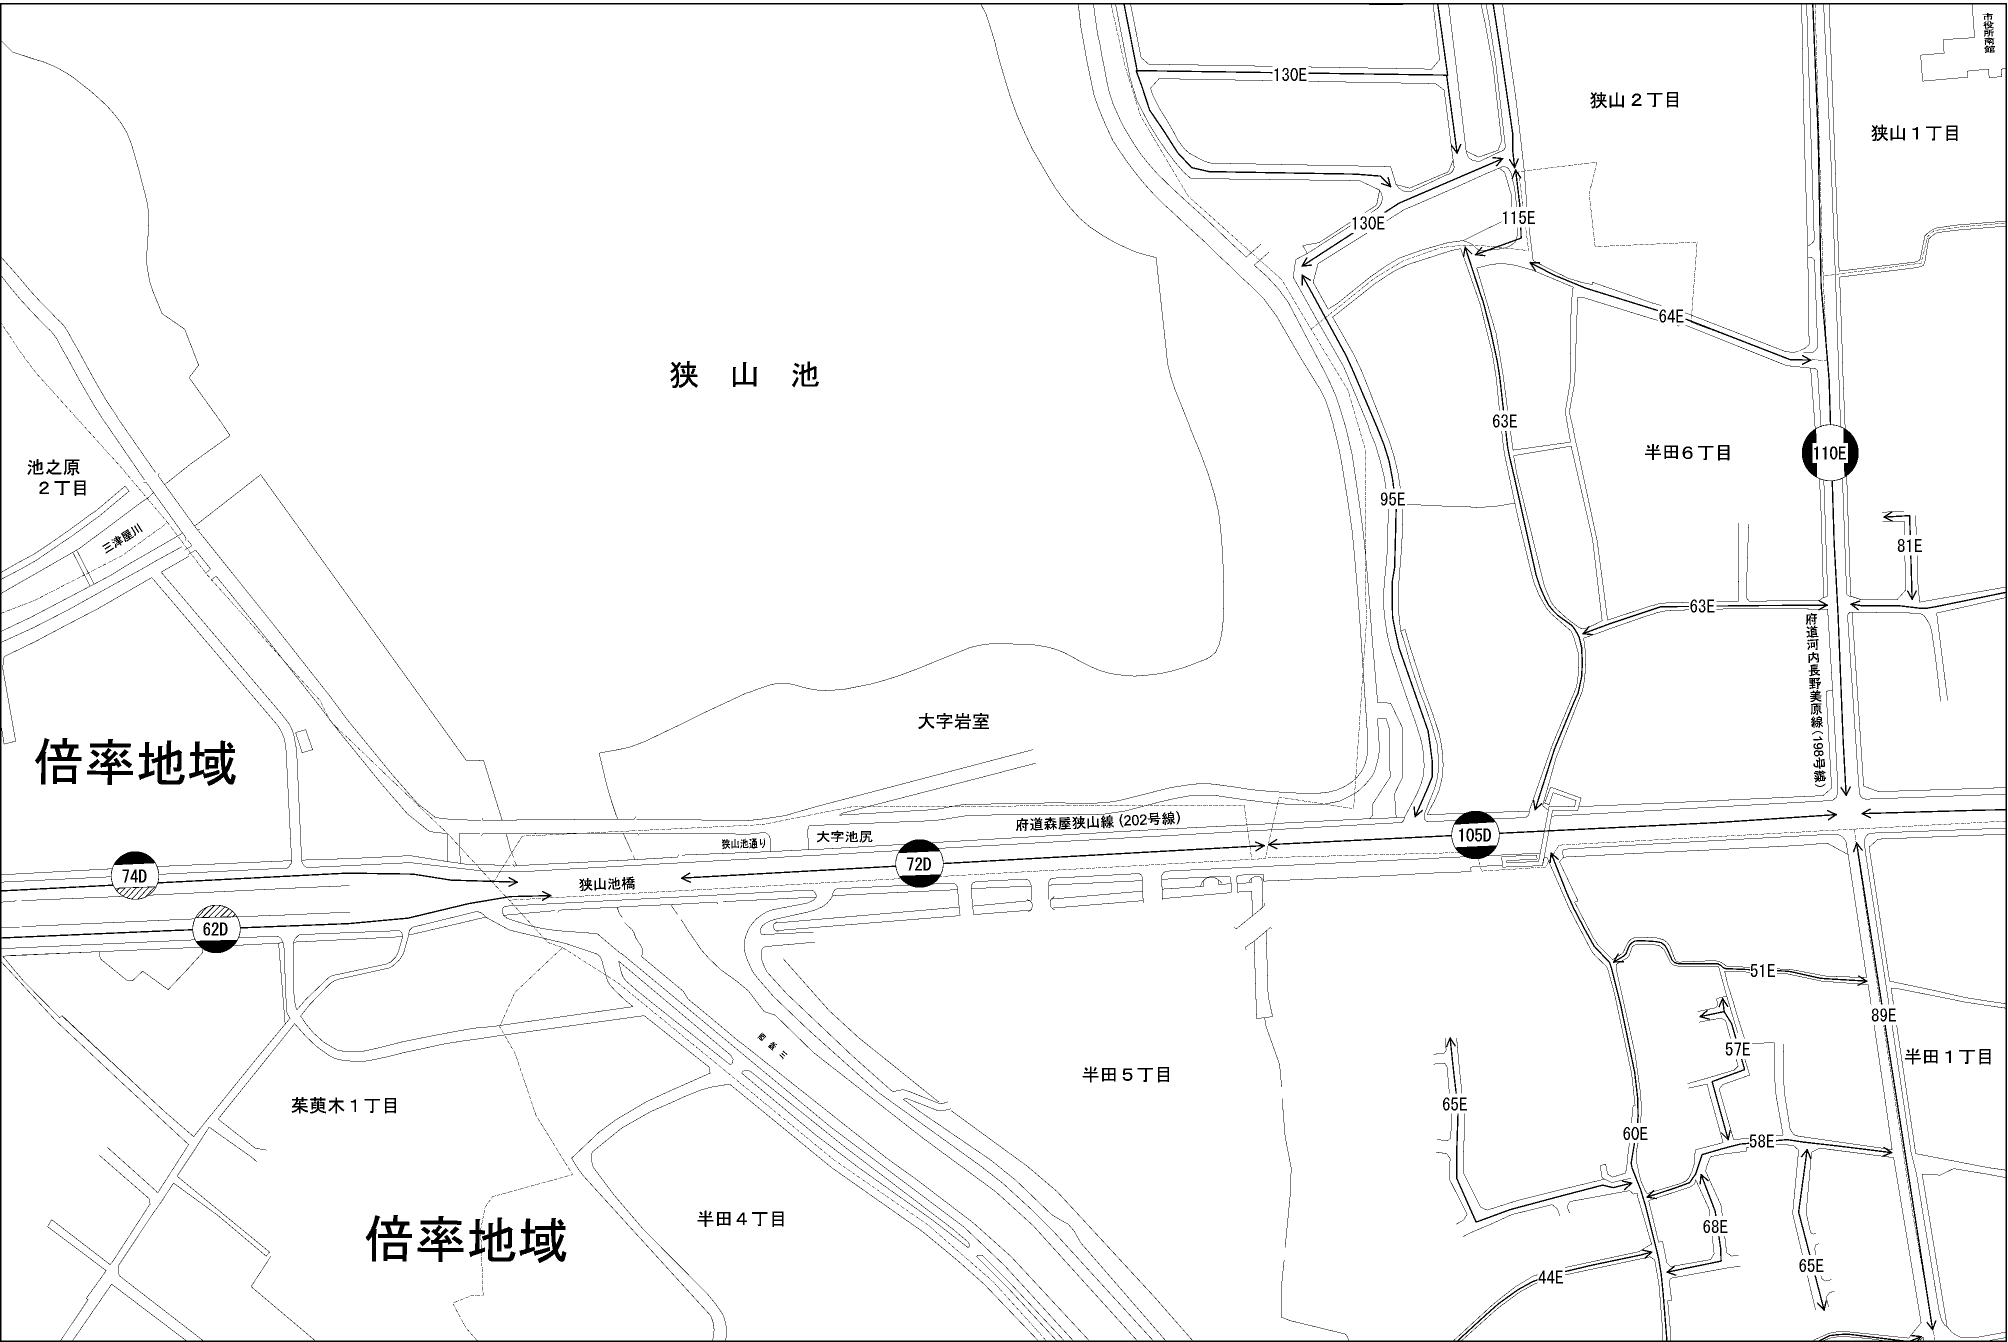 市役所南館
130E
狭山２丁目
狭山１丁目
130E
115E
64E
狭　山　池
63E
半田６丁目
110E
池之原
２丁目
95E
三津屋川
81E
63E
府道河内長野美原線（198号線）
大字岩室
倍率地域
府道森屋狭山線（202号線）
大字池尻
狭山池通り
105D
72D
74D
狭山池橋
62D
51E
89E
57E
半田１丁目
半田５丁目
茱萸木１丁目
65E
60E
58E
半田４丁目
68E
倍率地域
65E
44E